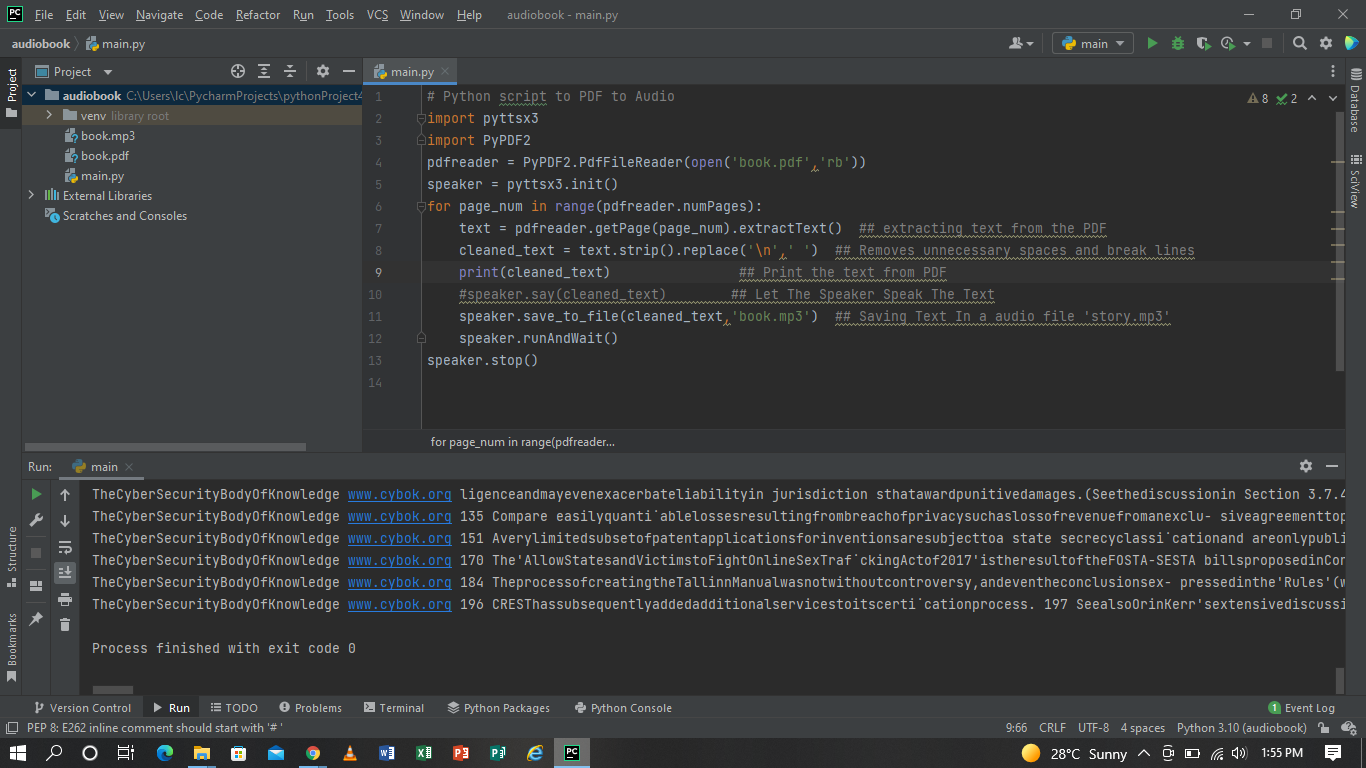 PC File Edit View Navigate Code Refactor Run Tools VCS Window Help audiobook - main.py
audiobook main.py main
Project main.py
audiobook C:\Users\Ic\PycharmProjects\pythonProject4
venv library root
book.mp3
book.pdf
main.py
External Libraries
Scratches and Consoles
Project
Structure
Bookmarks
8 2
1 # Python script to PDF to Audio
2 import pyttsx3
3 import PyPDF2
4 pdfreader = PyPDF2.PdfFileReader(open('book.pdf','rb'))
5 speaker = pyttsx3.init()
6 for page_num in range(pdfreader.numPages):
7 text = pdfreader.getPage(page_num).extractText() ## extracting text from the PDF
8 cleaned_text = text.strip().replace('\n',' ') ## Removes unnecessary spaces and break lines
9 print(cleaned_text) ## Print the text from PDF
10 #speaker.say(cleaned_text) ## Let The Speaker Speak The Text
11 speaker.save_to_file(cleaned_text,'book.mp3') ## Saving Text In a audio file 'story.mp3'
12 speaker.runAndWait()
13 speaker.stop()
14
for page_num in range(pdfreader...
Database
SciView
Run: main
TheCyberSecurityBodyOfKnowledge www.cybok.org ligenceandmayevenexacerbateliabilityin jurisdiction sthatawardpunitivedamages.(Seethediscussionin Section 3.7.4
TheCyberSecurityBodyOfKnowledge www.cybok.org 135 Compare easilyquanti˙ablelossesresultingfrombreachofprivacysuchaslossofrevenuefromanexclu- siveagreementtop
TheCyberSecurityBodyOfKnowledge www.cybok.org 151 Averylimitedsubsetofpatentapplicationsforinventionsaresubjectto a state secrecyclassi˙cationand areonlypubli
TheCyberSecurityBodyOfKnowledge www.cybok.org 170 The'AllowStatesandVictimstoFightOnlineSexTraf˙ckingActof2017'istheresultoftheFOSTA-SESTA billsproposedinCon
TheCyberSecurityBodyOfKnowledge www.cybok.org 184 TheprocessofcreatingtheTallinnManualwasnotwithoutcontroversy,andeventheconclusionsex- pressedinthe'Rules'(w
TheCyberSecurityBodyOfKnowledge www.cybok.org 196 CRESThassubsequentlyaddedadditionalservicestoitscerti˙cationprocess. 197 SeealsoOrinKerr'sextensivediscussi
Process finished with exit code 0
Version Control Run TODO Problems Terminal Python Packages Python Console 1 Event Log
PEP 8: E262 inline comment should start with '# ' 9:66 CRLF UTF-8 4 spaces Python 3.10 (audiobook)
28°C Sunny 1:55 PM